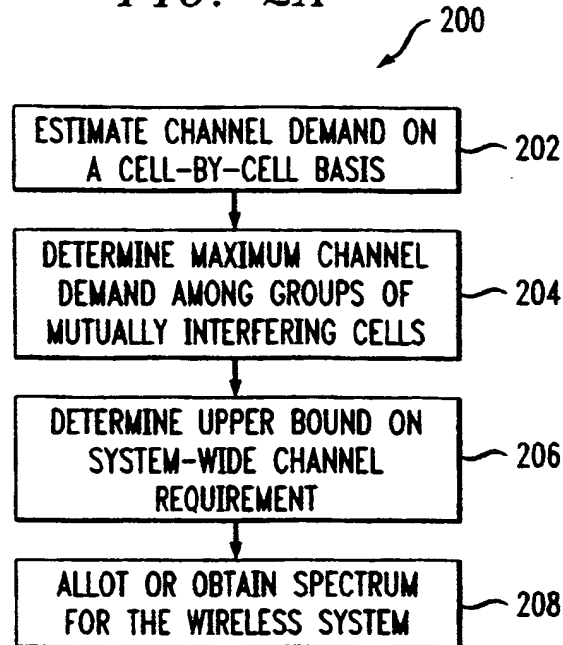 FIG. 2A
200
ESTIMATE CHANNEL DEMAND ON
A CELL-BY-CELL BASIS
202
DETERMINE MAXIMUM CHANNEL
DEMAND AMONG GROUPS OF
MUTUALLY INTERFERING CELLS
204
DETERMINE UPPER BOUND ON
SYSTEM-WIDE CHANNEL
REQUIREMENT
206
ALLOT OR OBTAIN SPECTRUM
FOR THE WIRELESS SYSTEM
208